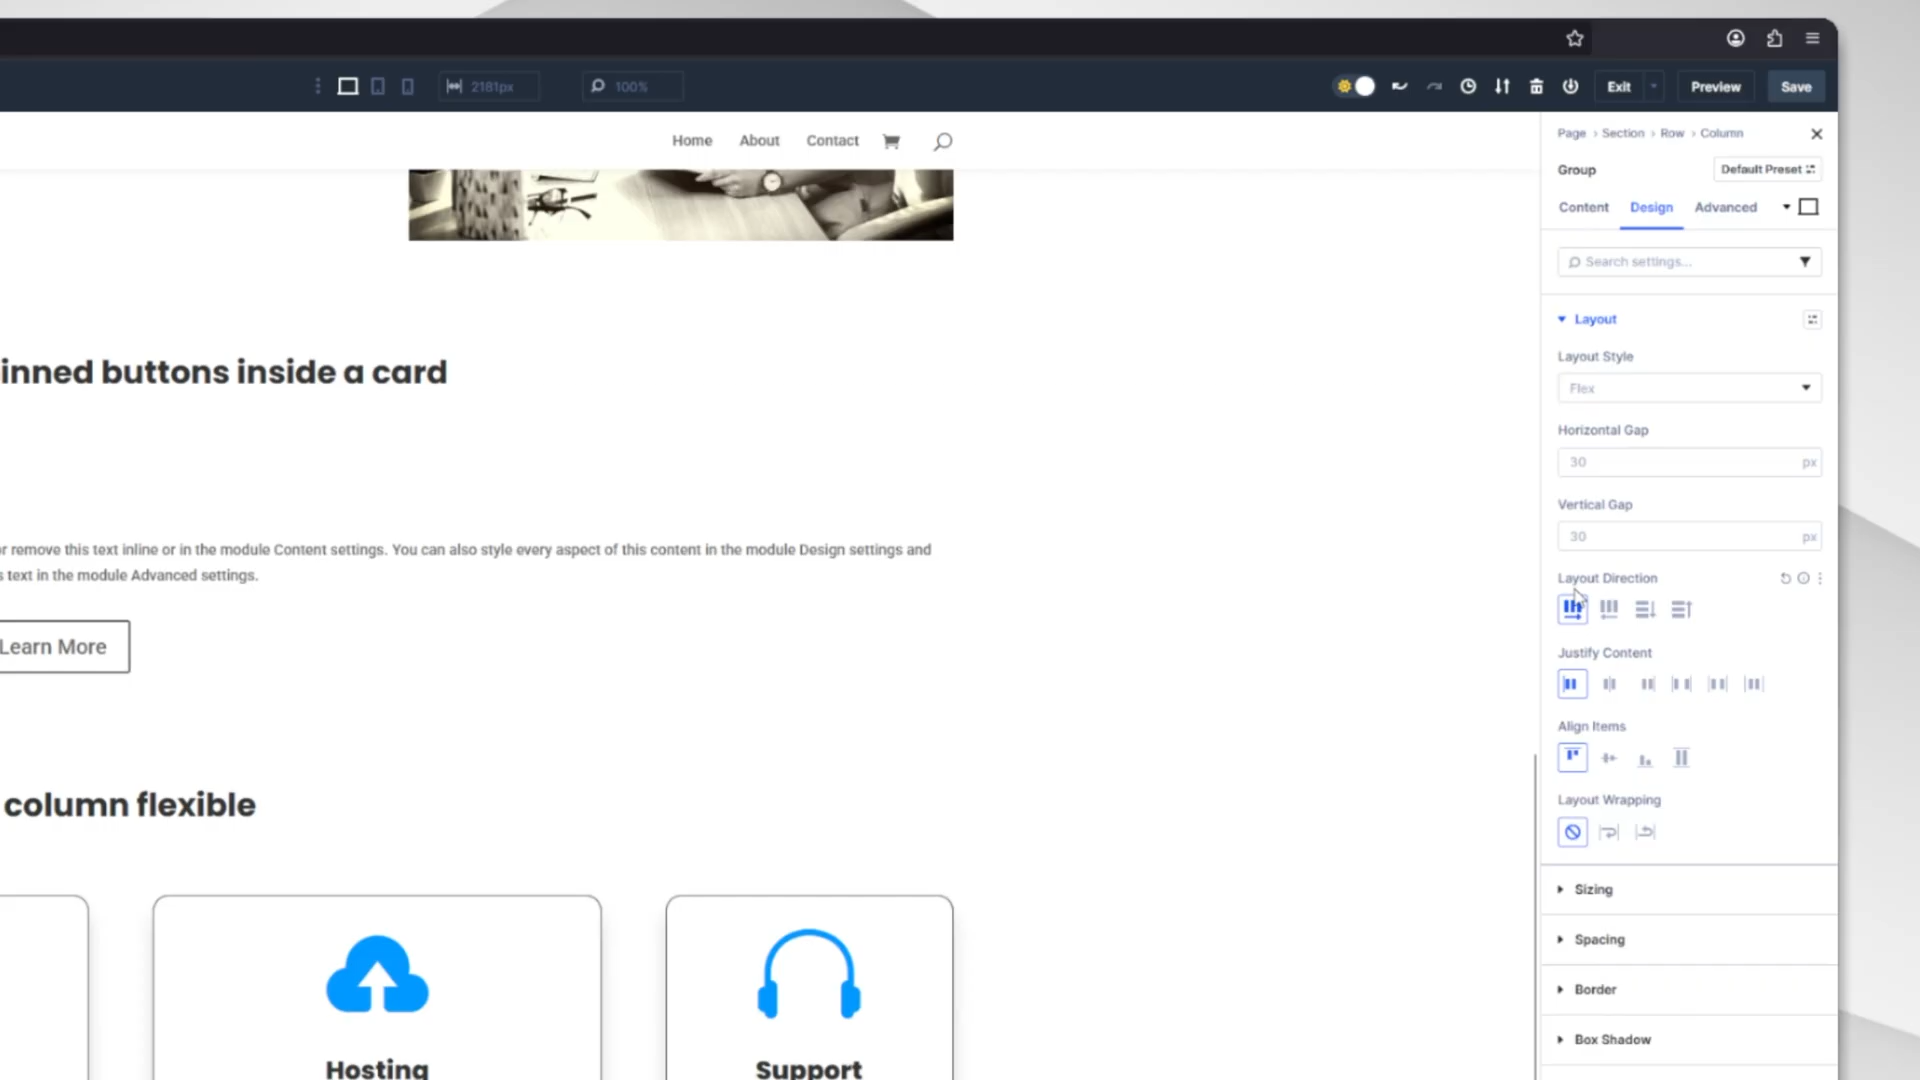 2181px
100%
Exit
Preview
Save
Home
About
Contact
Page > Section > Row > Column
Group
Default Preset
Content
Design
Advanced
Search settings...
Layout
Layout Style
Flex
Horizontal Gap
30
px
Vertical Gap
30
px
Layout Direction
Justify Content
Align Items
Layout Wrapping
Sizing
Spacing
Border
Box Shadow
inned buttons inside a card
or remove this text inline or in the module Content settings. You can also style every aspect of this content in the module Design settings and
s text in the module Advanced settings.
Learn More
column flexible
Hosting
Support